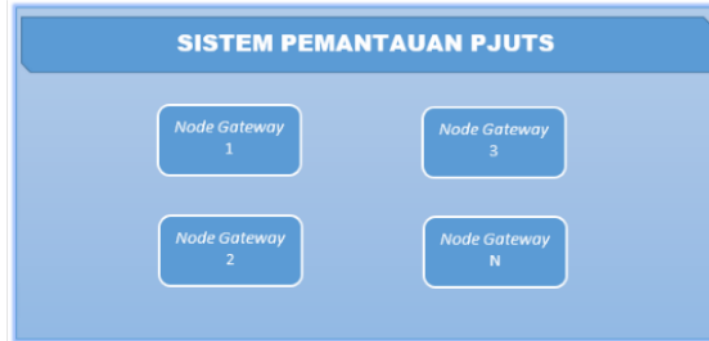 SISTEM PEMANTAUAN PJUTS
Node Gateway
1
Node Gateway
3
Node Gateway
2
Node Gateway
N